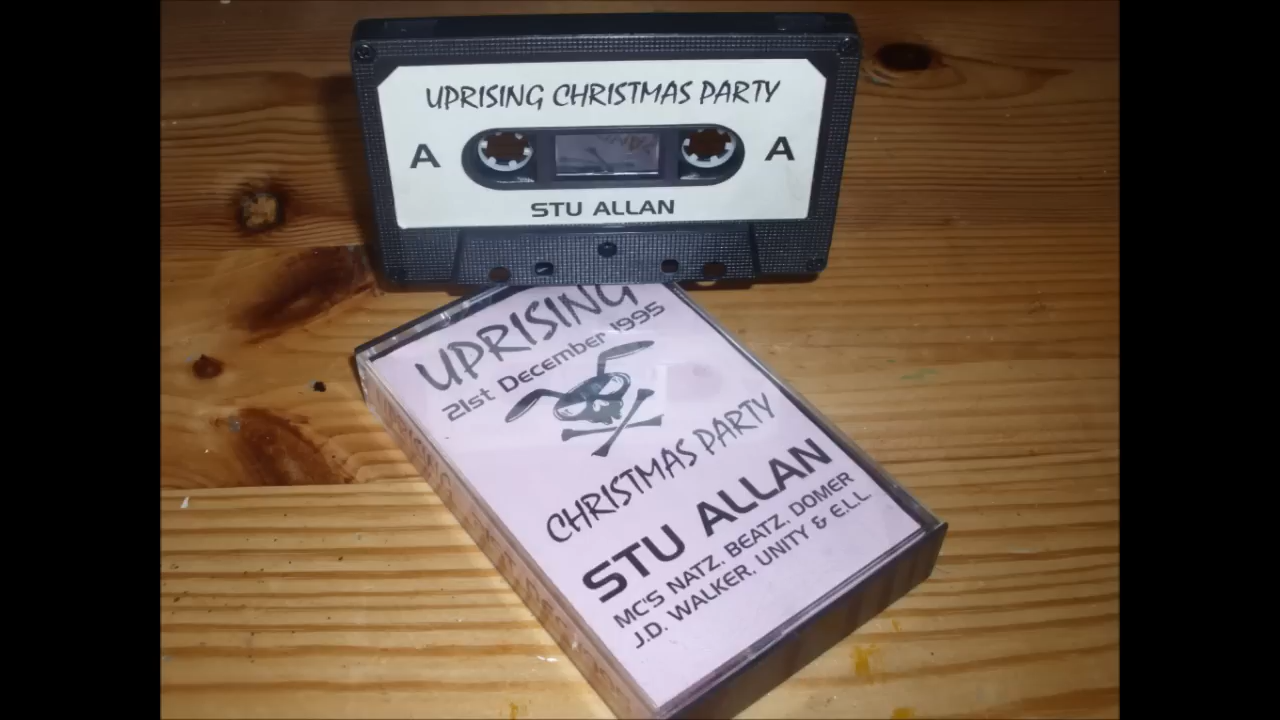 UPRISING CHRISTMAS PARTY
A A
STU ALLAN
UPRISING
21st December 1995
CHRISTMAS PARTY
STU ALLAN
MC'S NATZ, BEATZ, DOMER
J.D. WALKER, UNITY & E.L.L.
UPRISING